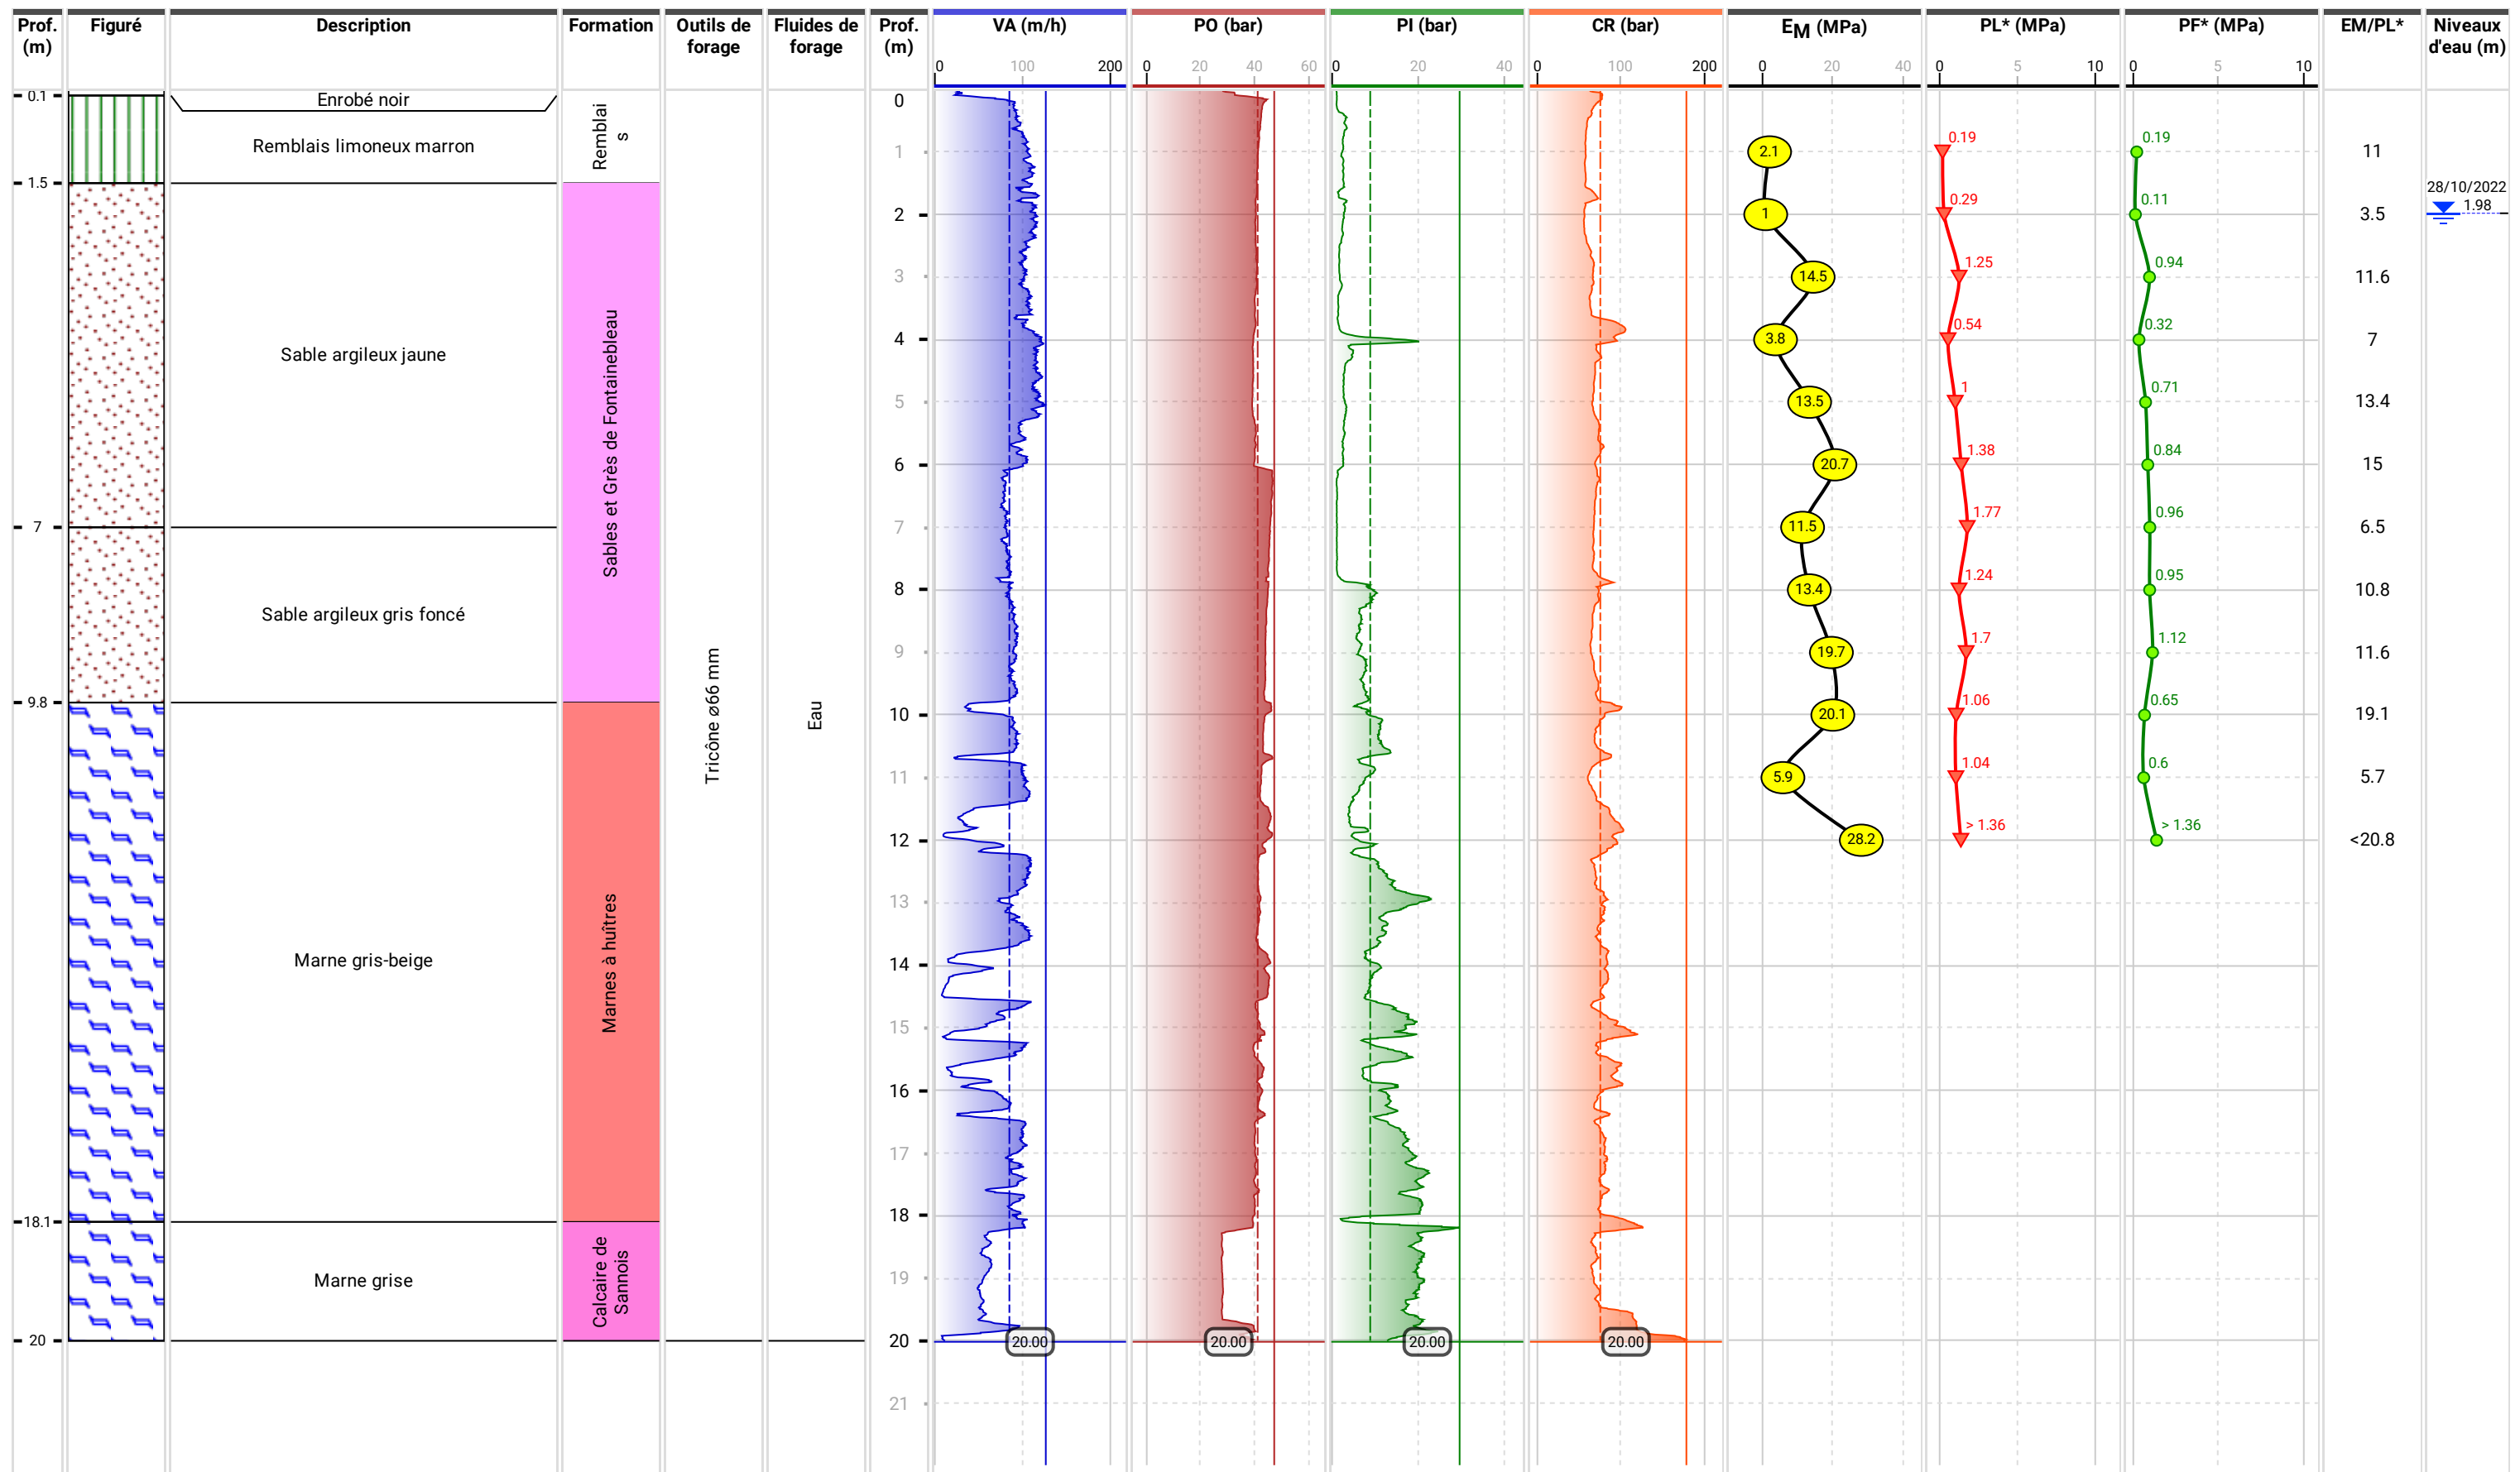 Prof.
(m)
Figuré
Description
Formation
Outils de
forage
Fluides de
forage
Prof.
(m)
VA (m/h)
PO (bar)
PI (bar)
CR (bar)
EM (MPa)
PL* (MPa)
PF* (MPa)
EM/PL*
Niveaux
d'eau (m)
0 100 200
0 20 40 60
0 20 40
0 100 200
0 20 40
0 5 10
0 5 10
0.1
1.5
7
9.8
18.1
20
Enrobé noir
Remblais limoneux marron
Sable argileux jaune
Sable argileux gris foncé
Marne gris-beige
Marne grise
Remblai
s
Sables et Grès de Fontainebleau
Marnes à huîtres
Calcaire de
Sannois
Tricône ⌀66 mm
Eau
0
1
2
3
4
5
6
7
8
9
10
11
12
13
14
15
16
17
18
19
20
21
20.00
20.00
20.00
20.00
2.1
1
14.5
3.8
13.5
20.7
11.5
13.4
19.7
20.1
5.9
28.2
0.19
0.29
1.25
0.54
1
1.38
1.77
1.24
1.7
1.06
1.04
> 1.36
0.19
0.11
0.94
0.32
0.71
0.84
0.96
0.95
1.12
0.65
0.6
> 1.36
11
3.5
11.6
7
13.4
15
6.5
10.8
11.6
19.1
5.7
<20.8
28/10/2022
1.98